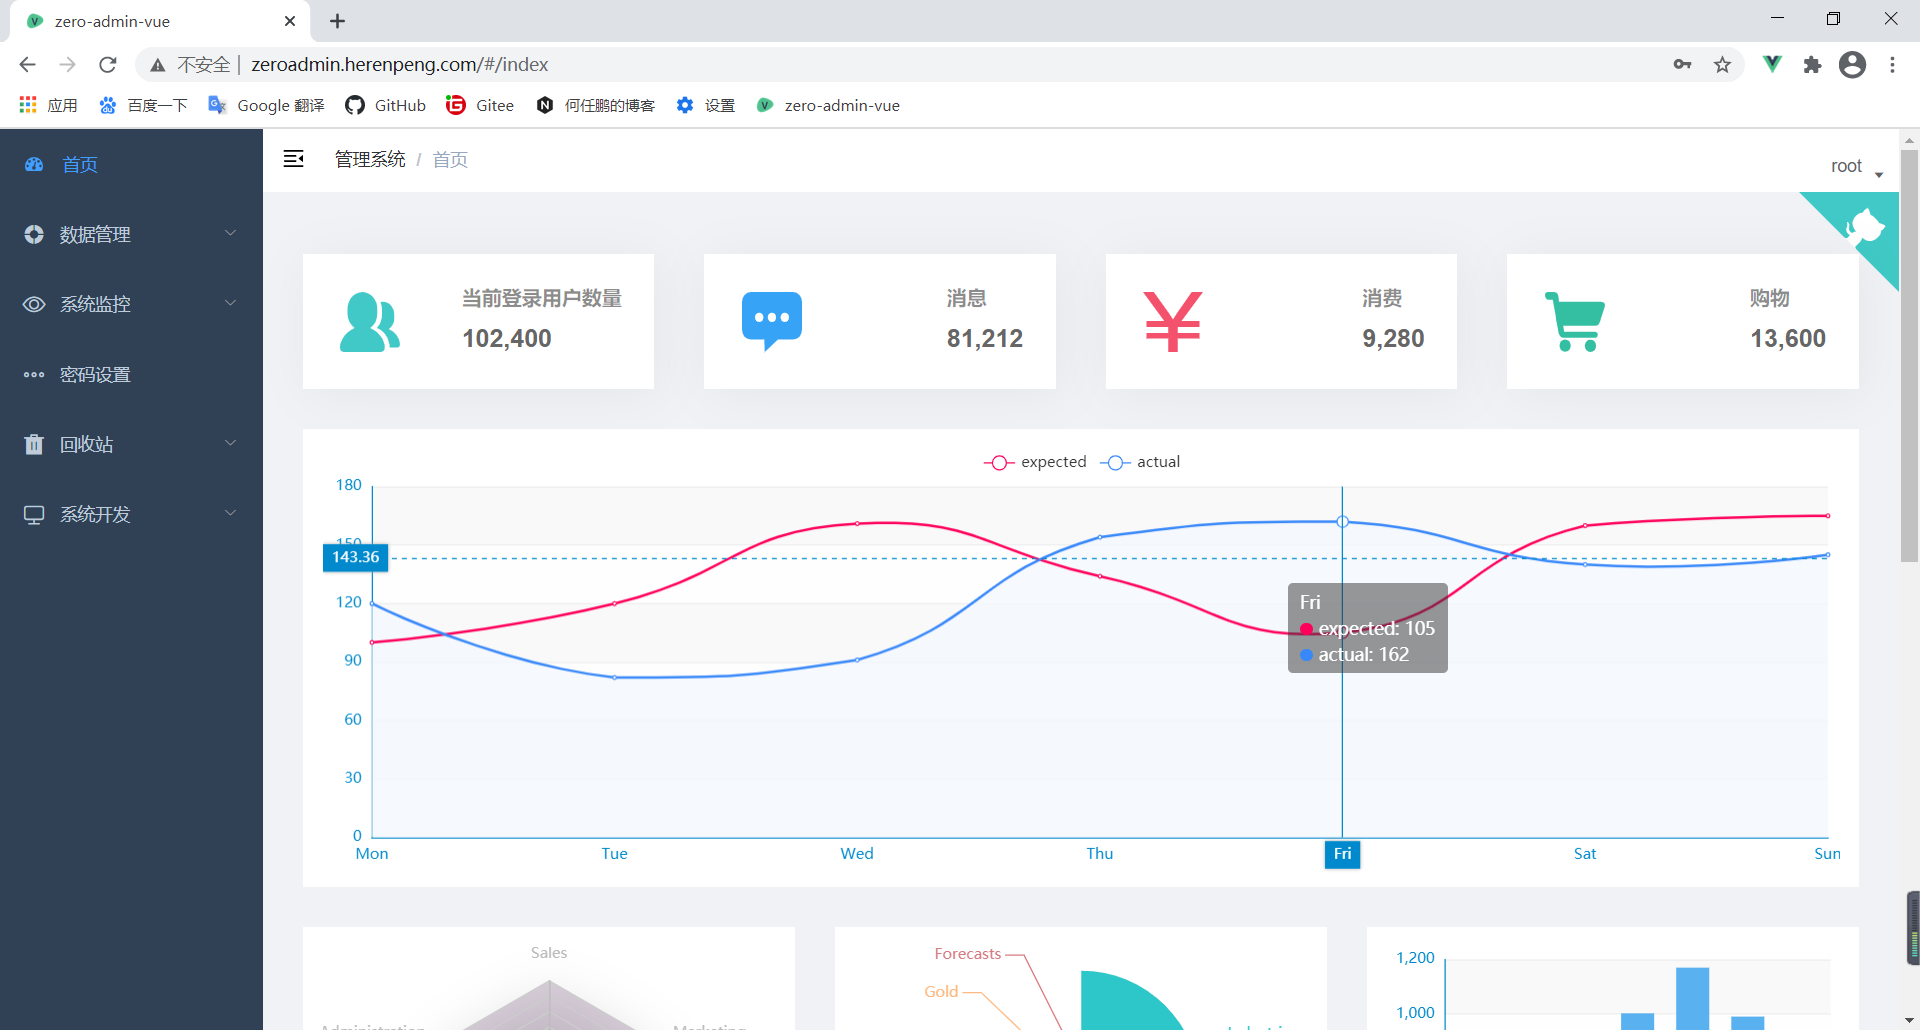 zero-admin-vue
不安全 | zeroadmin.herenpeng.com/#/index
应用 百度一下 Google 翻译 GitHub Gitee 何任鹏的博客 设置 zero-admin-vue
首页
数据管理
系统监控
密码设置
回收站
系统开发
管理系统 / 首页
root
当前登录用户数量
102,400
消息
81,212
消费
9,280
购物
13,600
expected actual
180
143.36
120
90
60
30
0
Mon Tue Wed Thu Fri Sat Sun
Fri
expected: 105
actual: 162
Sales
Administration
Marketing
Forecasts
Gold
1,200
1,000